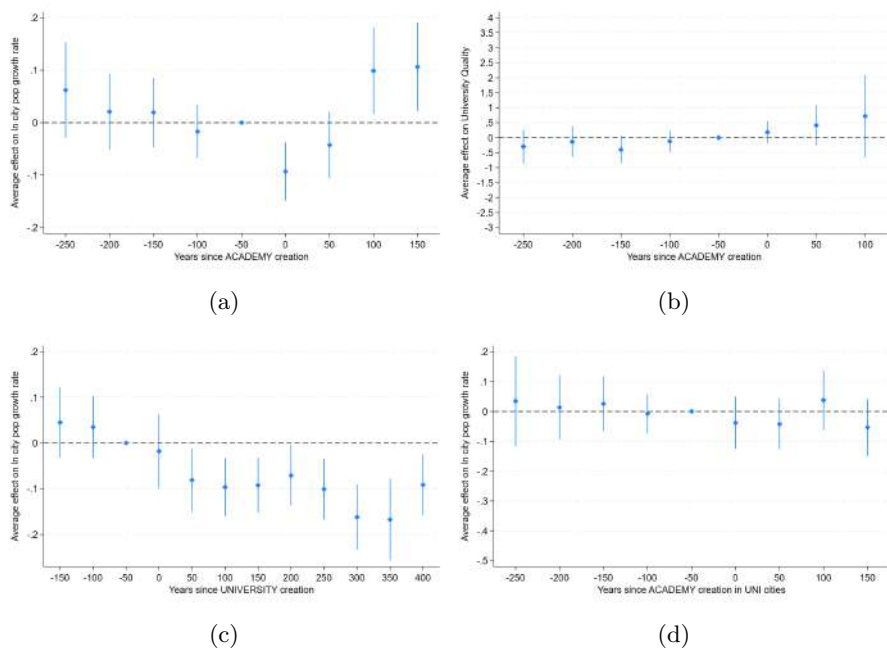 .2
.1
0
-.1
-.2
Average effect on ln city pop growth rate
-250 -200 -150 -100 -50 0 50 100 150
Years since ACADEMY creation
(a)
4
3.5
3
2.5
2
1.5
1
.5
0
-.5
-1
-1.5
-2
-2.5
-3
Average effect on University Quality
-250 -200 -150 -100 -50 0 50 100
Years since ACADEMY creation
(b)
.2
.1
0
-.1
-.2
Average effect on ln city pop growth rate
-150 -100 -50 0 50 100 150 200 250 300 350 400
Years since UNIVERSITY creation
(c)
.2
.1
0
-.1
-.2
-.3
-.4
-.5
Average effect on ln city pop growth rate
-250 -200 -150 -100 -50 0 50 100 150
Years since ACADEMY creation in UNI cities
(d)